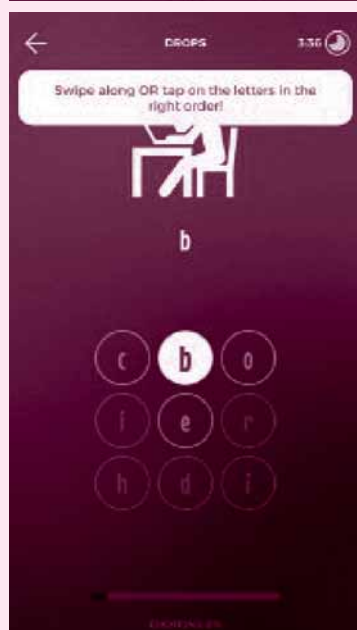 DROPS
3:36
Swipe along OR tap on the letters in the
right order!
b
c b o
i e r
h d i